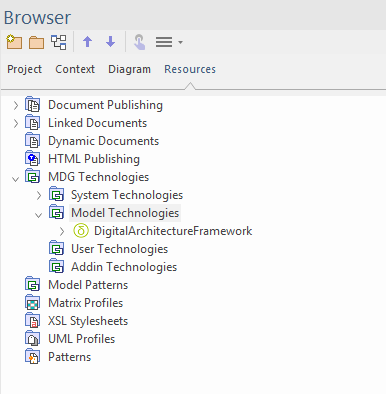 Browser
Project Context Diagram Resources
Document Publishing
Linked Documents
Dynamic Documents
HTML Publishing
MDG Technologies
System Technologies
Model Technologies
DigitalArchitectureFramework
User Technologies
Addin Technologies
Model Patterns
Matrix Profiles
XSL Stylesheets
UML Profiles
Patterns